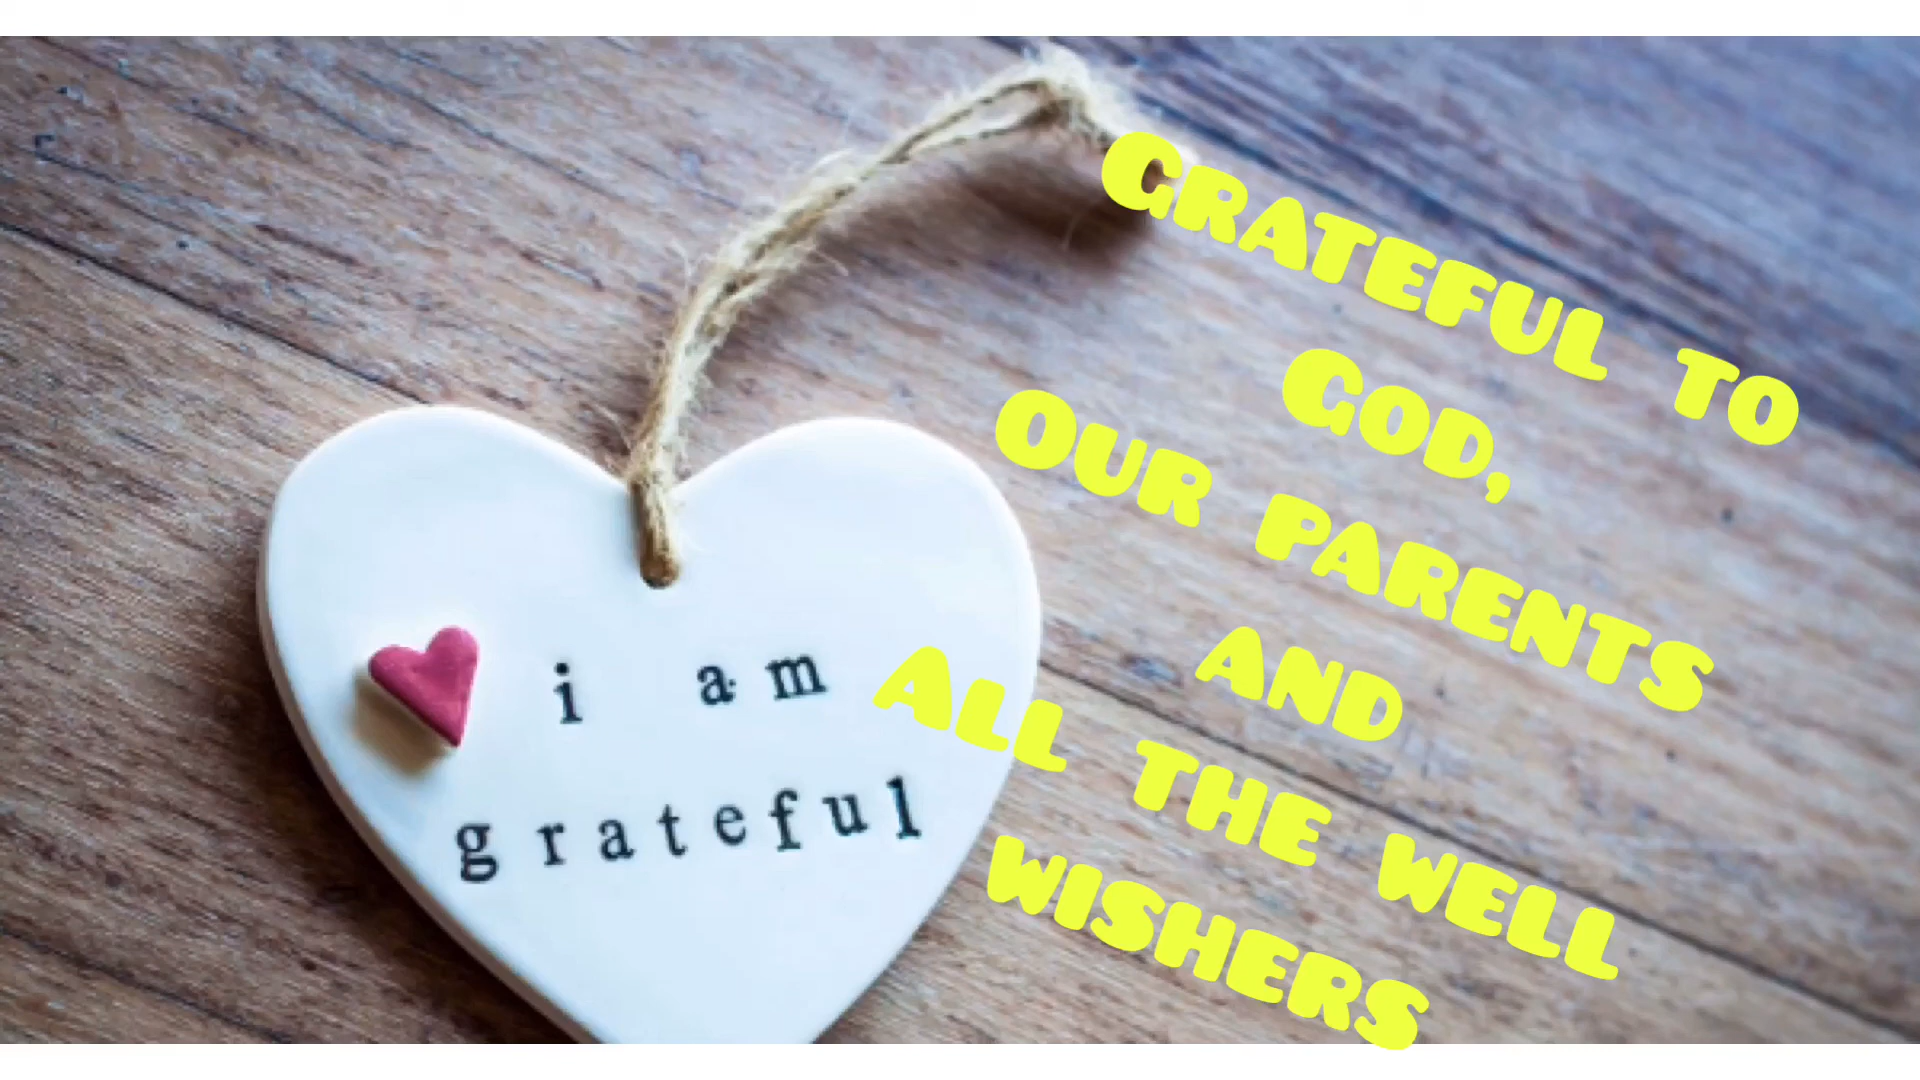 i am
grateful
Grateful to
God,
Our parents
and
All the well
wishers